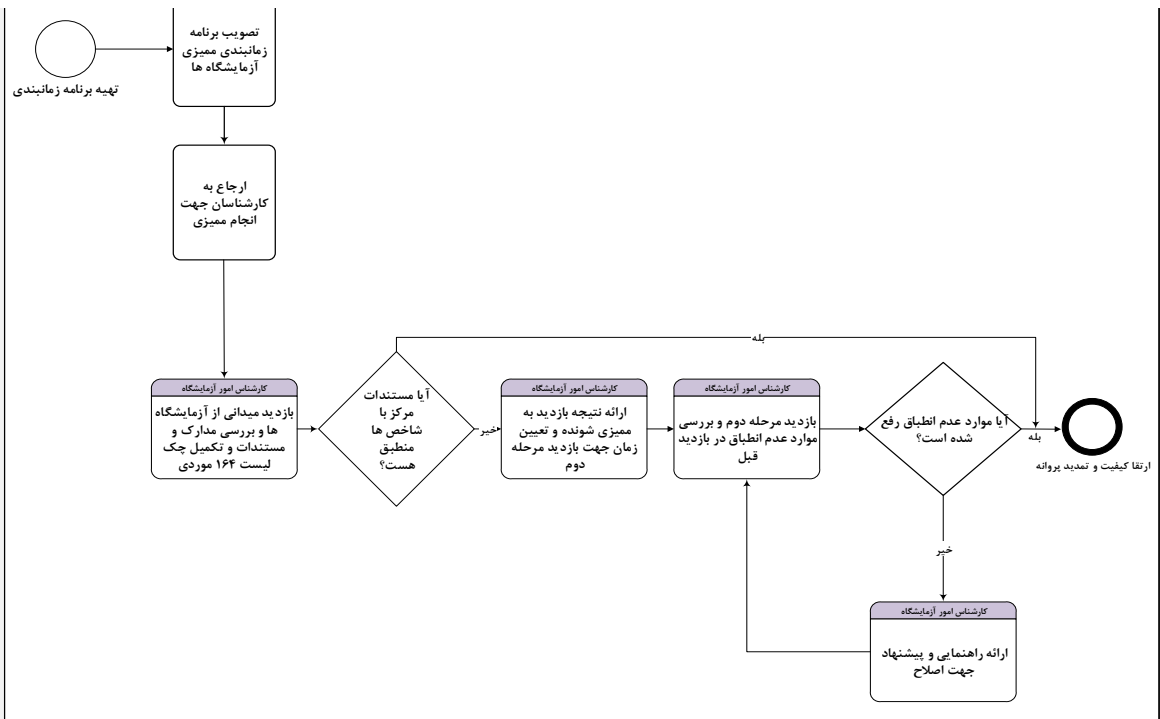 تصویب برنامه
زمانبندی ممیزی
آزمایشگاه ها
تهیه برنامه زمانبندی
ارجاع به
کارشناسان جهت
انجام ممیزی
بله
کارشناس امور آزمایشگاه
بازدید میدانی از آزمایشگاه
ها و بررسی مدارک و
مستندات و تکمیل چک
لیست ۱۶۴ موردی
آیا مستندات
مرکز با
شاخص ها
منطبق
هست؟
خیر
کارشناس امور آزمایشگاه
ارائه نتیجه بازدید به
ممیزی شونده و تعیین
زمان جهت بازدید مرحله
دوم
کارشناس امور آزمایشگاه
بازدید مرحله دوم و بررسی
موارد عدم انطباق در بازدید
قبل
آیا موارد عدم انطباق رفع
شده است؟
بله
ارتقا کیفیت و تمدید پروانه
خیر
کارشناس امور آزمایشگاه
ارائه راهنمایی و پیشنهاد
جهت اصلاح